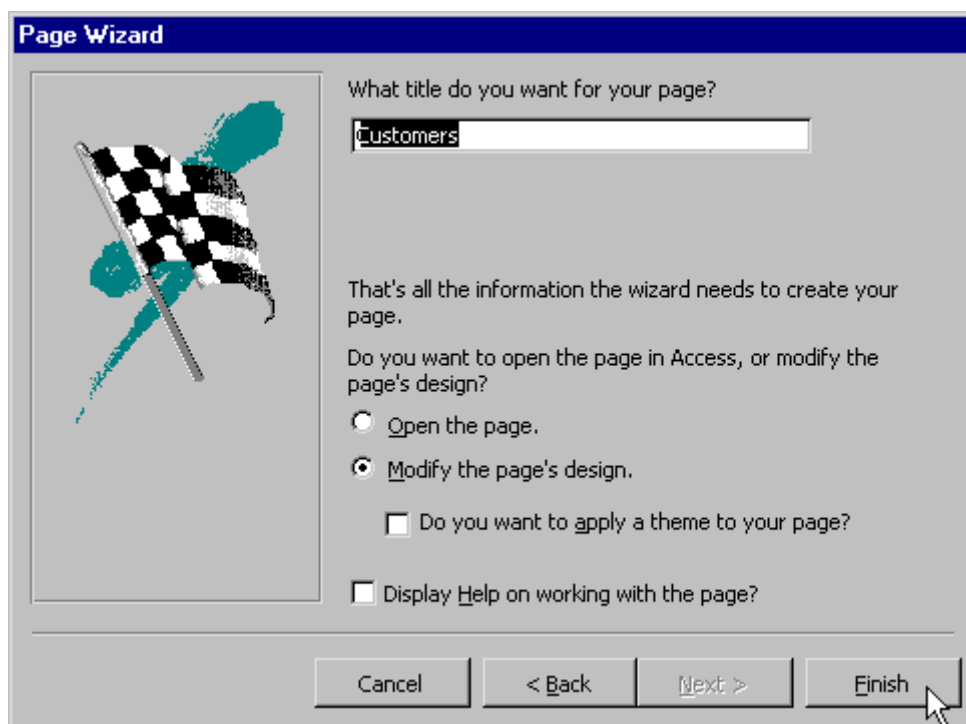 Page Wizard
What title do you want for your page?
Customers
That's all the information the wizard needs to create your
page.
Do you want to open the page in Access, or modify the
page's design?
Open the page.
Modify the page's design.
Do you want to apply a theme to your page?
Display Help on working with the page?
Cancel
< Back
Next >
Finish